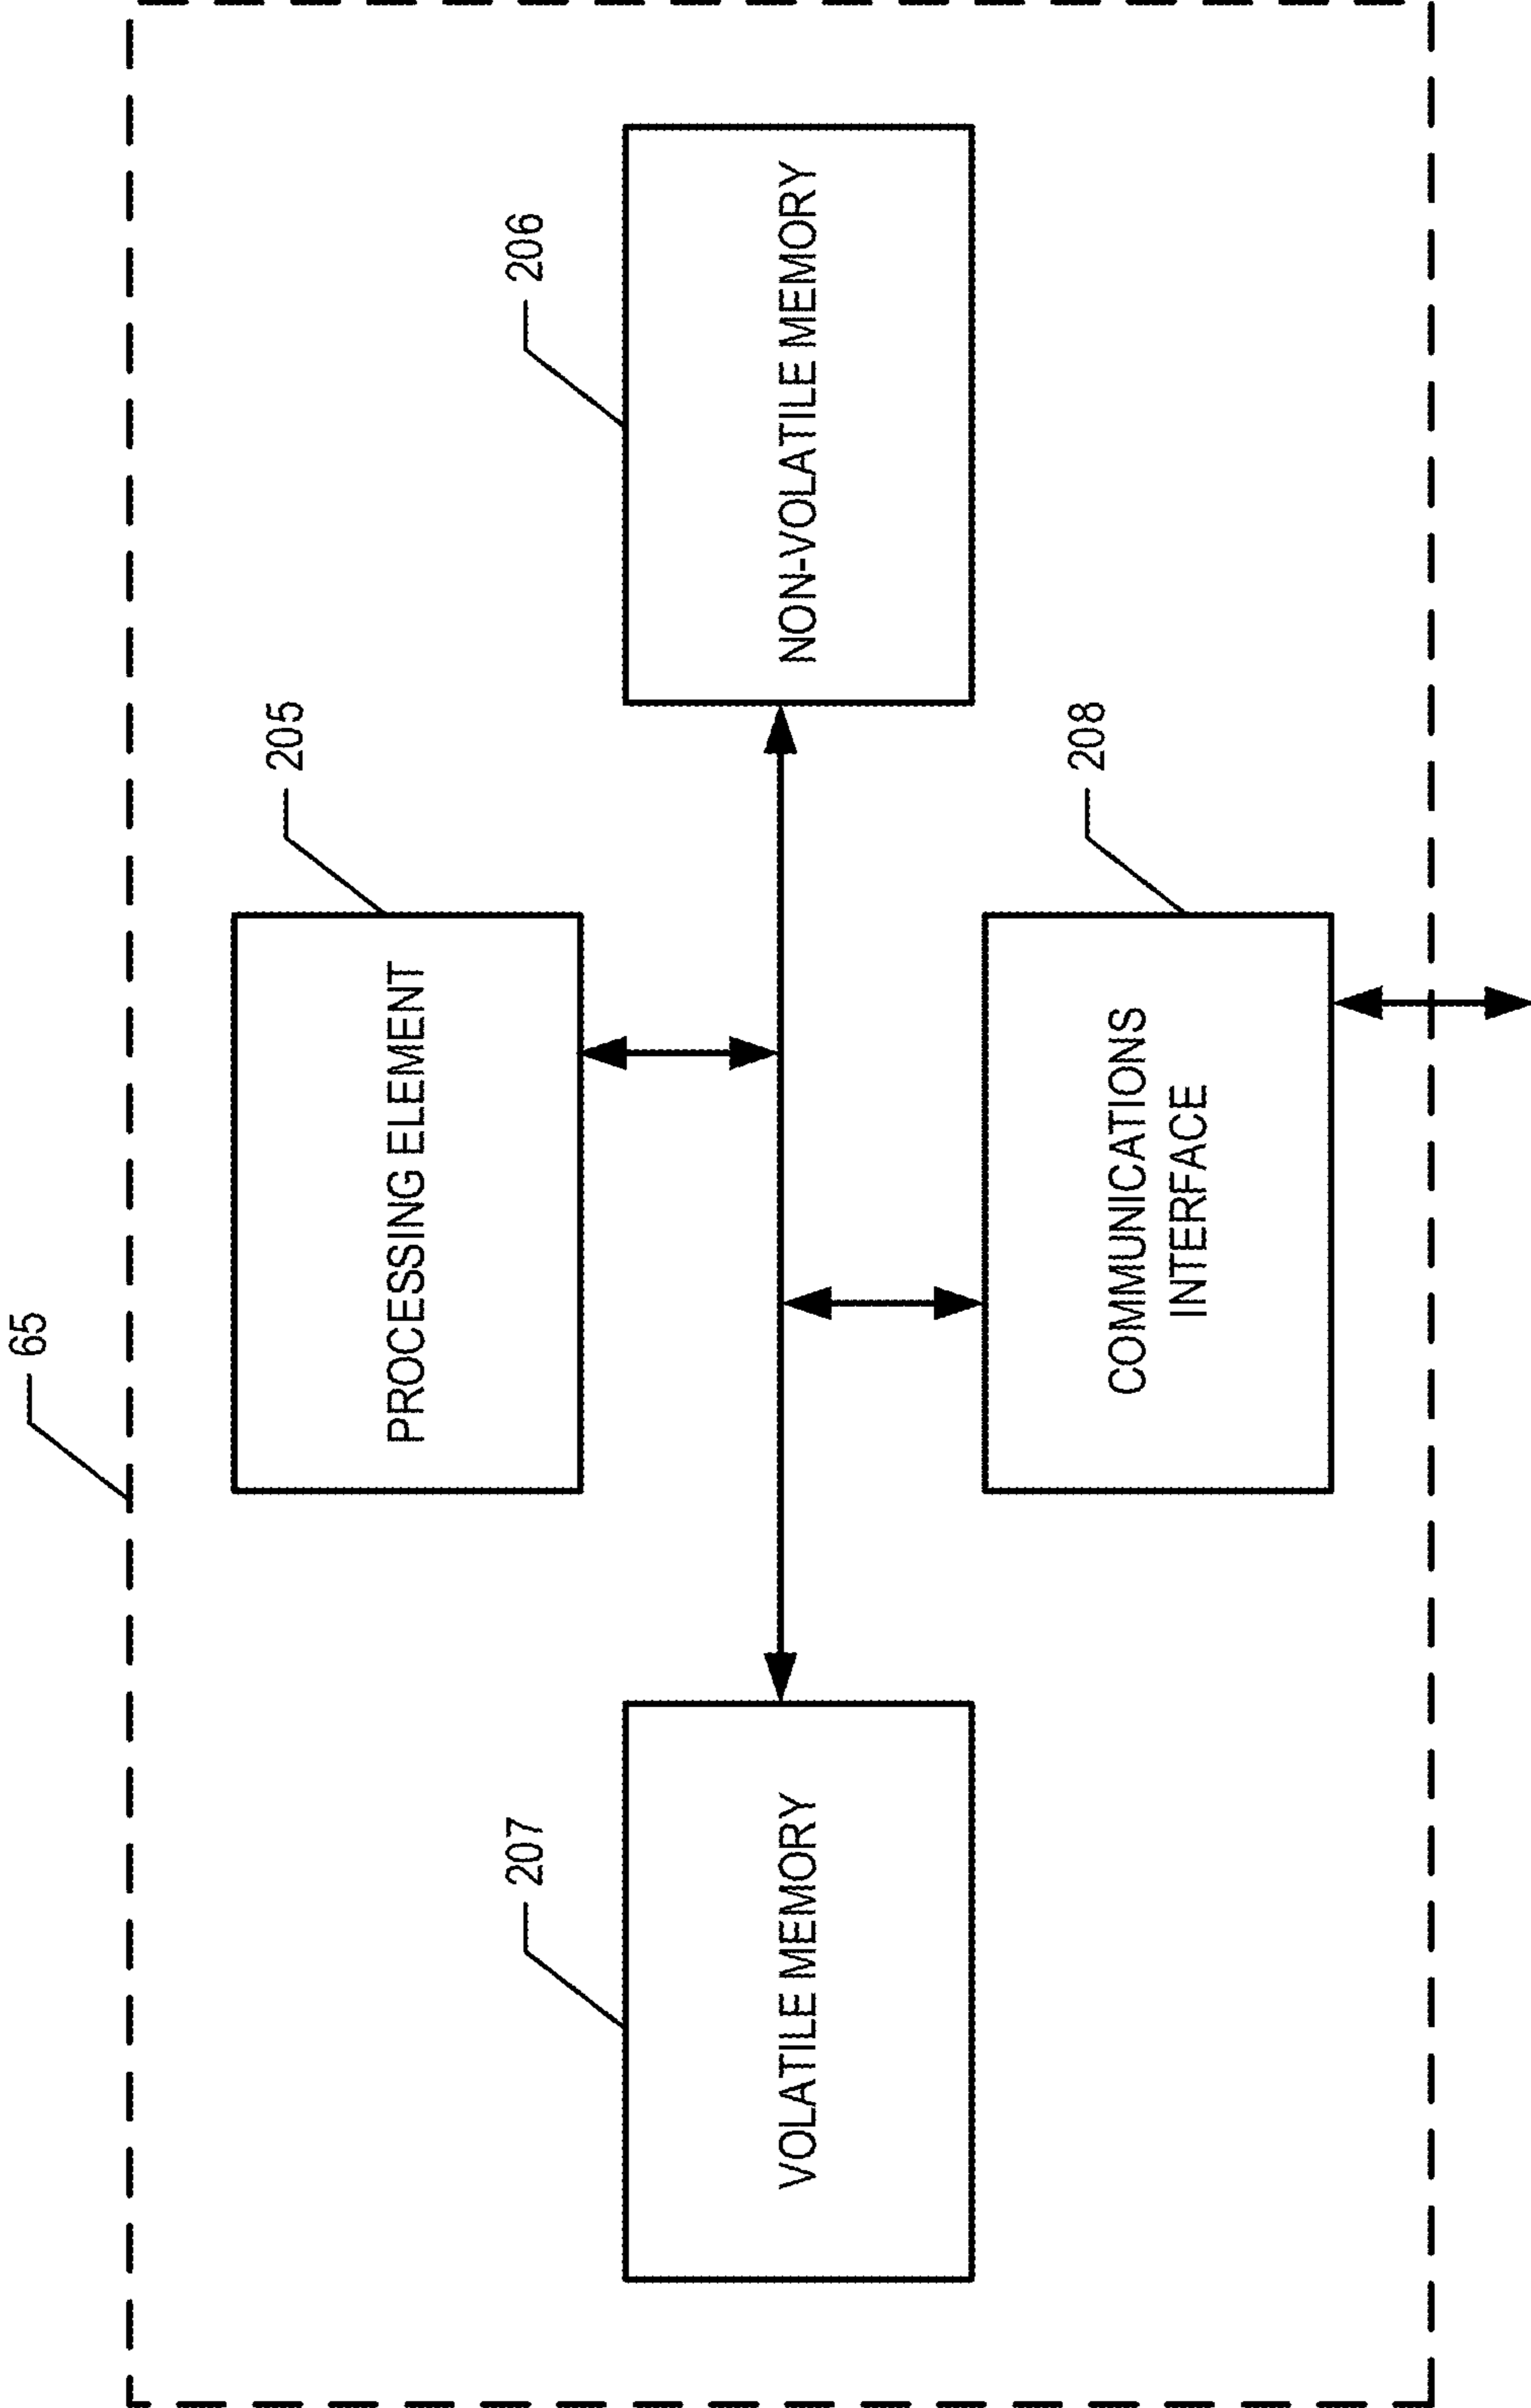 65
PROCESSING ELEMENT
205
207
206
VOLATILE MEMORY
NON-VOLATILE MEMORY
208
COMMUNICATIONS
INTERFACE